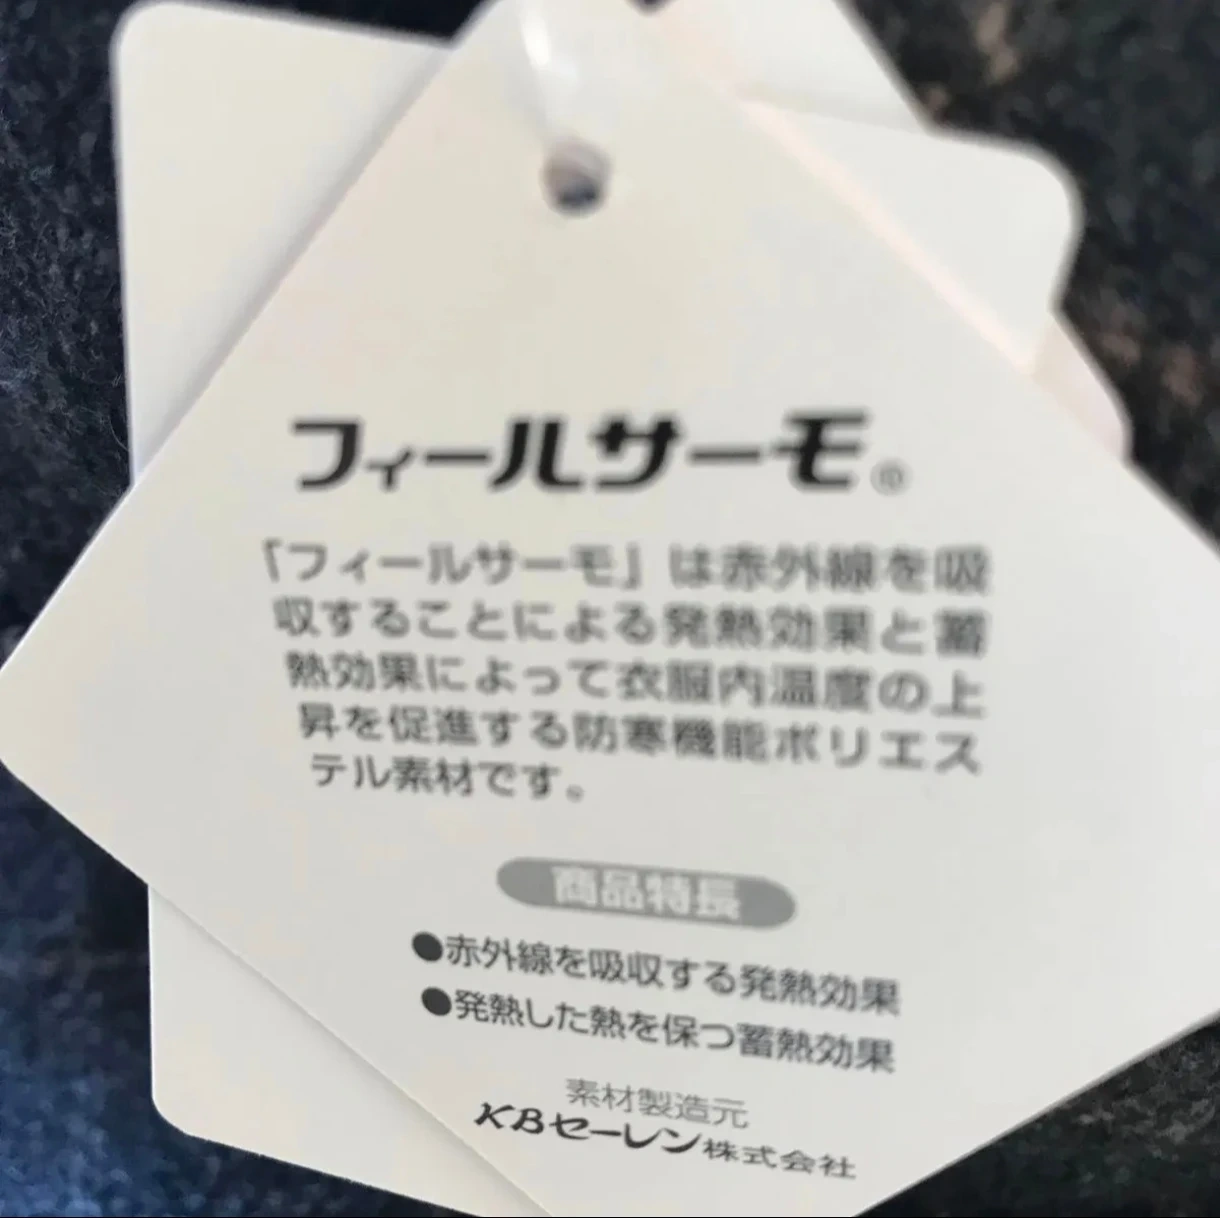 フィールサーモ®
「フィールサーモ」は赤外線を吸
収することによる発熱効果と蓄
熱効果によって衣服内温度の上
昇を促進する防寒機能ポリエス
テル素材です。
商品特長
●赤外線を吸収する発熱効果
●発熱した熱を保つ蓄熱効果
素材製造元
KBセーレン株式会社